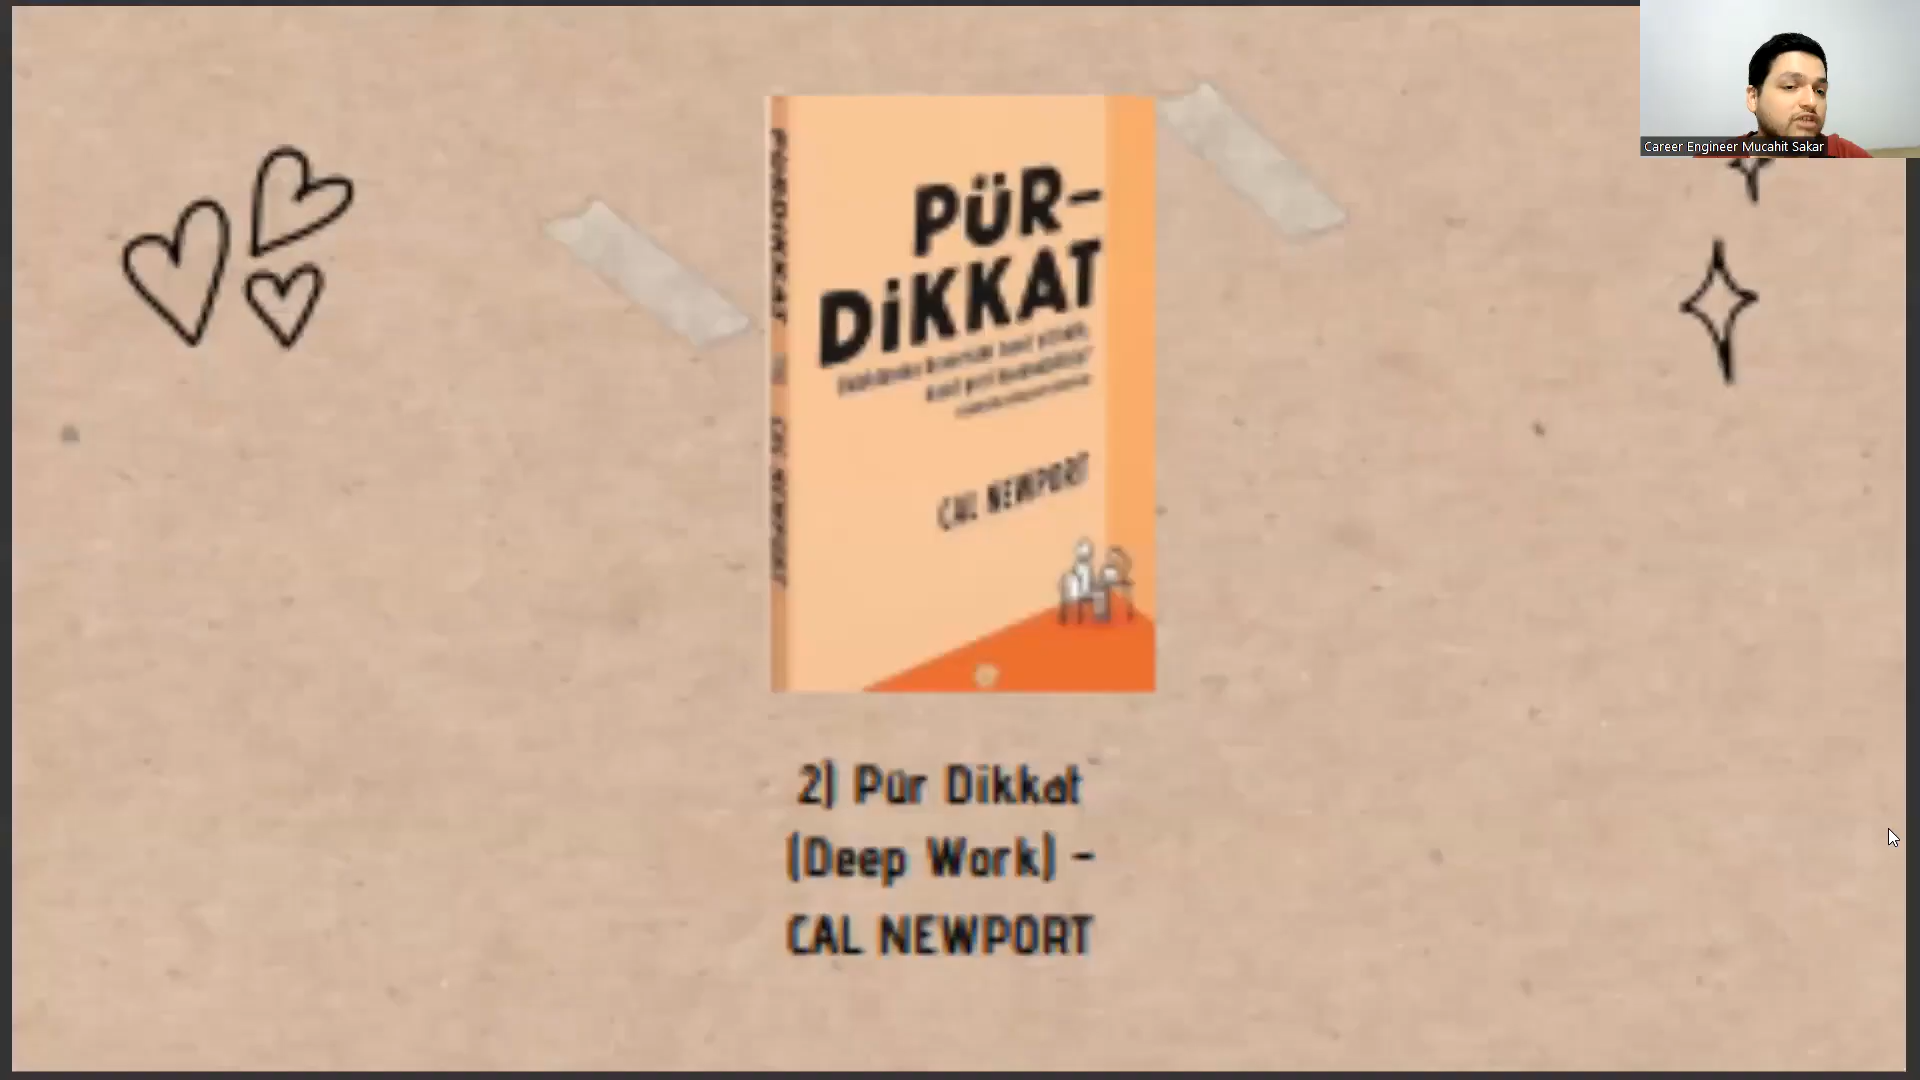 Career Engineer Mucahit Sakar
PÜR-
DİKKAT
CAL NEWPORT
PÜR-DİKKAT
CAL NEWPORT
2) Pür Dikkat
(Deep Work) -
CAL NEWPORT